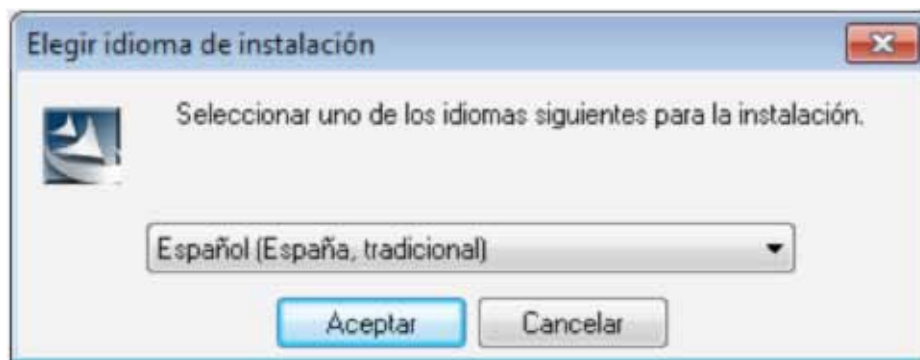 Elegir idioma de instalación
Seleccionar uno de los idiomas siguientes para la instalación.
Español (España, tradicional)
Aceptar
Cancelar